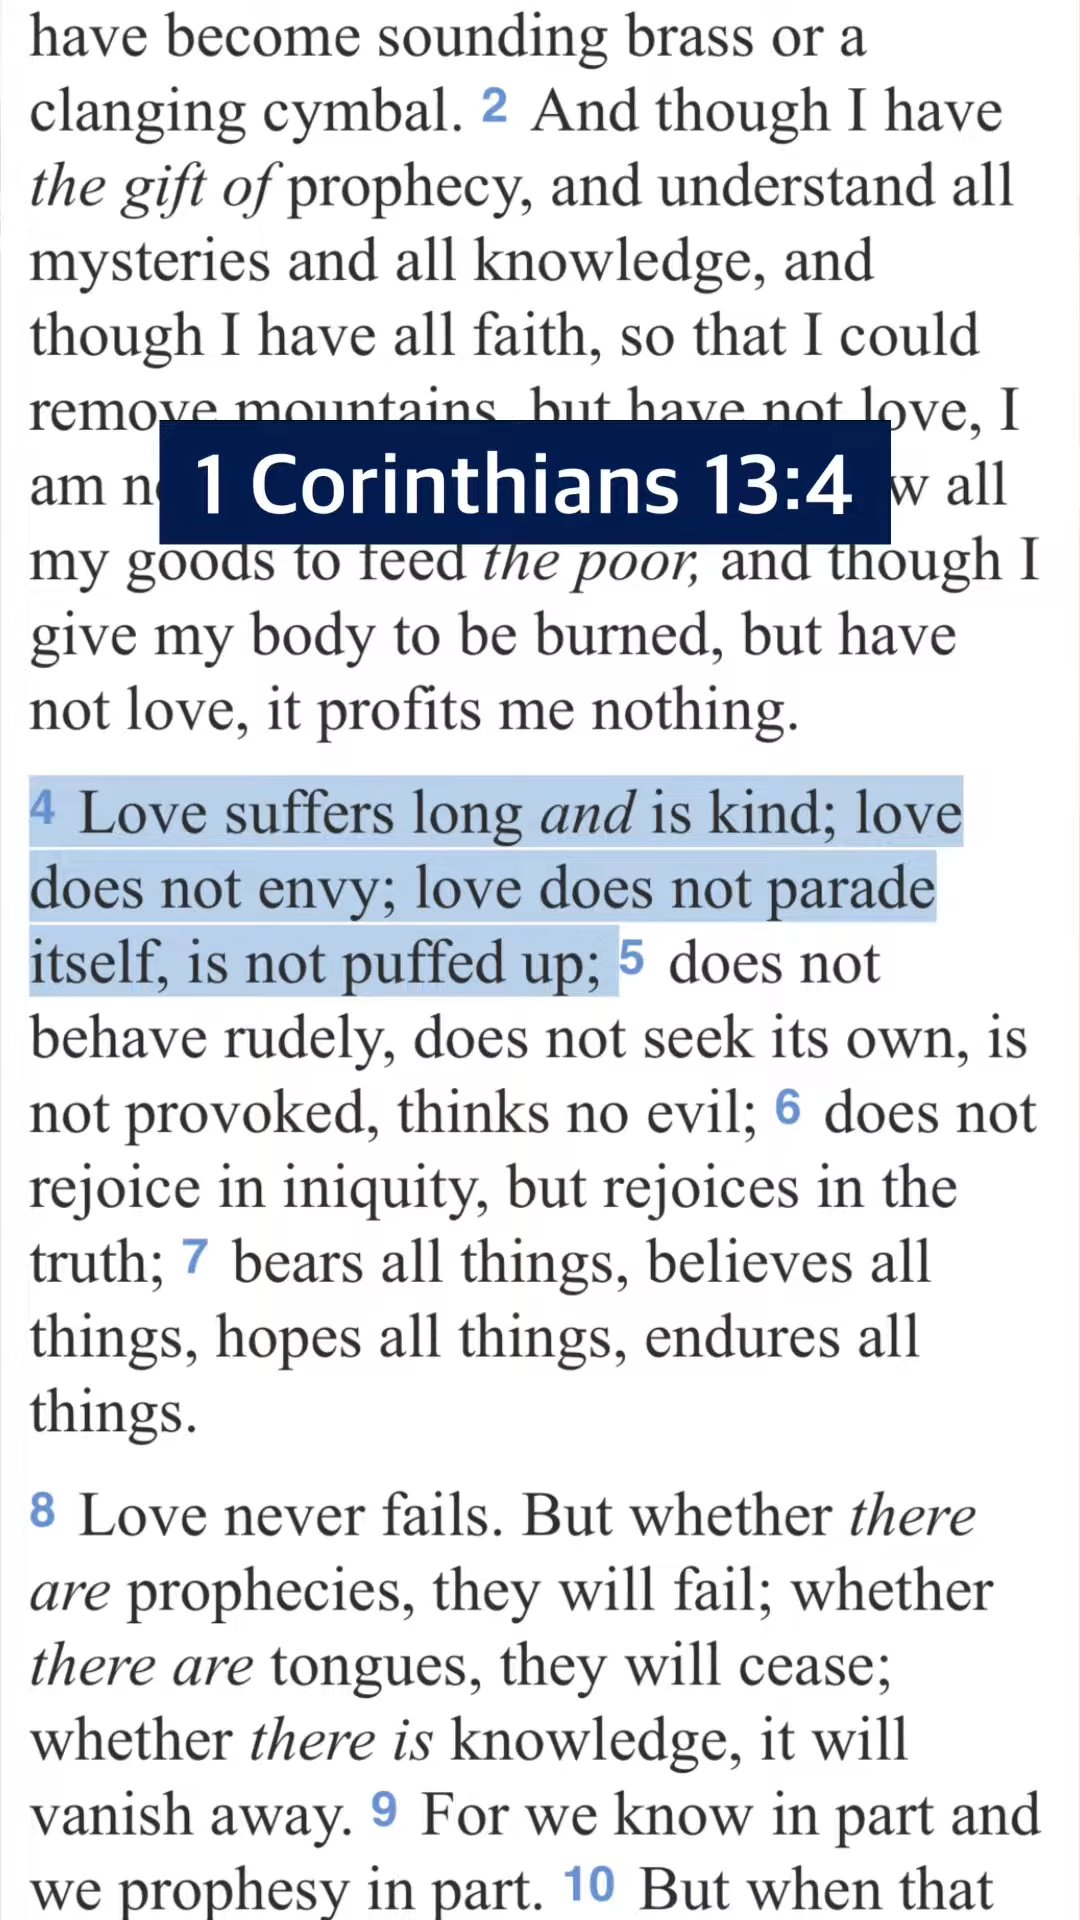 have become sounding brass or a
clanging cymbal. 2 And though I have
the gift of prophecy, and understand all
mysteries and all knowledge, and
though I have all faith, so that I could
remove mountains, but have not love, I
am all
1 Corinthians 13:4
my goods to feed the poor, and though I
give my body to be burned, but have
not love, it profits me nothing.
4 Love suffers long and is kind; love
does not envy; love does not parade
itself, is not puffed up; 5 does not
behave rudely, does not seek its own, is
not provoked, thinks no evil; 6 does not
rejoice in iniquity, but rejoices in the
truth; 7 bears all things, believes all
things, hopes all things, endures all
things.
8 Love never fails. But whether there
are prophecies, they will fail; whether
there are tongues, they will cease;
whether there is knowledge, it will
vanish away. 9 For we know in part and
we prophesy in part. 10 But when that